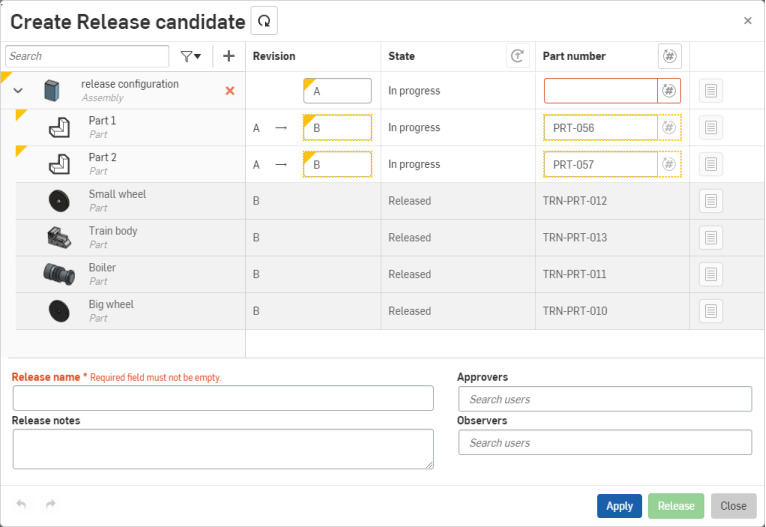 Create Release candidate
Search
Revision
State
Part number
release configuration
Assembly
A
In progress
Part 1
Part
A → B
In progress
PRT-056
Part 2
Part
A → B
In progress
PRT-057
Small wheel
Part
B
Released
TRN-PRT-012
Train body
Part
B
Released
TRN-PRT-013
Boiler
Part
B
Released
TRN-PRT-011
Big wheel
Part
B
Released
TRN-PRT-010
Release name * Required field must not be empty.
Release notes
Approvers
Search users
Observers
Search users
Apply
Release
Close